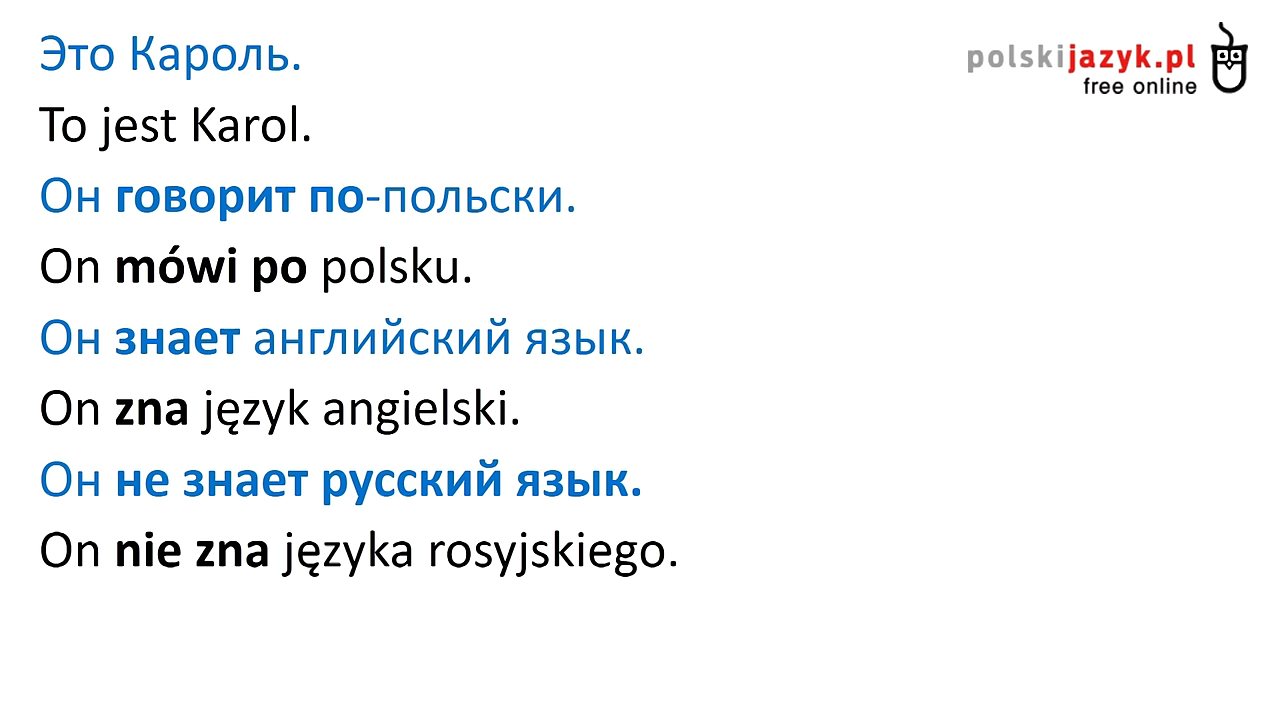 Это Кароль.
To jest Karol.
Он говорит по-польски.
On mówi po polsku.
Он знает английский язык.
On zna język angielski.
Он не знает русский язык.
On nie zna języka rosyjskiego.
polskijazyk.pl
free online